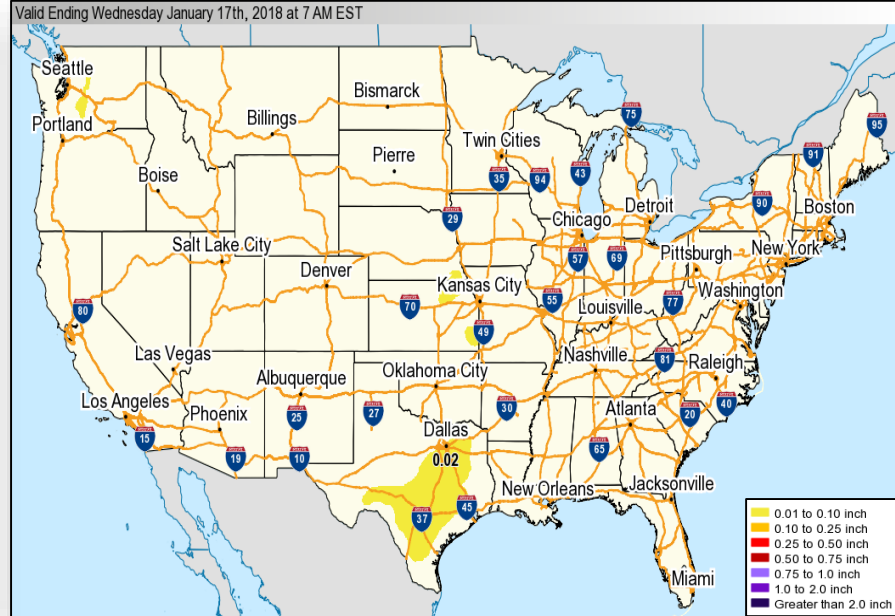 Valid Ending Wednesday January 17th, 2018 at 7 AM EST
Seattle
Portland
Boise
Billings
Bismarck
Pierre
Twin Cities
75
95
91
35
94
43
90
Boston
29
Chicago
Detroit
57
69
Pittsburgh
New York
Salt Lake City
Denver
Kansas City
70
55
Louisville
77
Washington
80
49
Las Vegas
Albuquerque
Oklahoma City
Nashville
81
Raleigh
Los Angeles
Phoenix
25
27
30
Atlanta
20
40
15
19
10
Dallas
0.02
65
37
45
New Orleans
Jacksonville
Miami
0.01 to 0.10 inch
0.10 to 0.25 inch
0.25 to 0.50 inch
0.50 to 0.75 inch
0.75 to 1.0 inch
1.0 to 2.0 inch
Greater than 2.0 inch